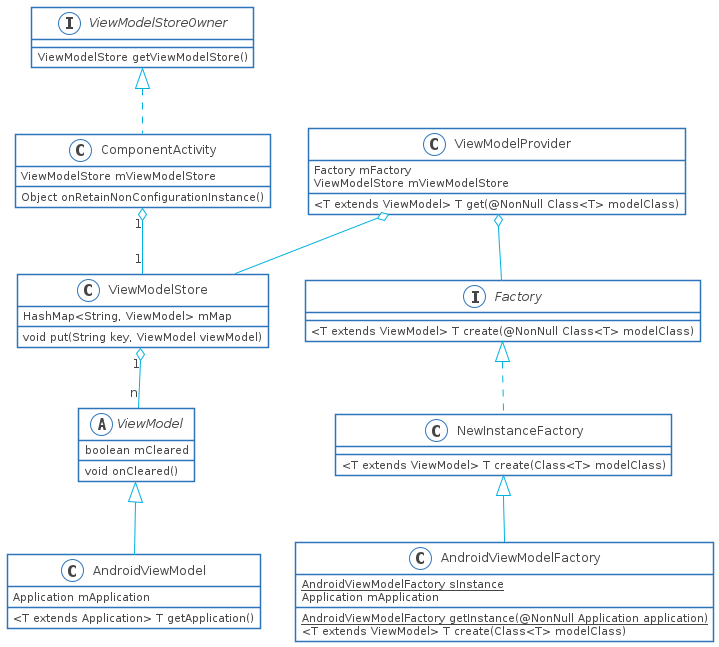 I ViewModelStoreOwner
ViewModelStore getViewModelStore()
C ComponentActivity
ViewModelStore mViewModelStore
Object onRetainNonConfigurationInstance()
C ViewModelProvider
Factory mFactory
ViewModelStore mViewModelStore
<T extends ViewModel> T get(@NonNull Class<T> modelClass)
1
1
C ViewModelStore
HashMap<String, ViewModel> mMap
void put(String key, ViewModel viewModel)
I Factory
<T extends ViewModel> T create(@NonNull Class<T> modelClass)
1
n
A ViewModel
boolean mCleared
void onCleared()
C NewInstanceFactory
<T extends ViewModel> T create(Class<T> modelClass)
C AndroidViewModel
Application mApplication
<T extends Application> T getApplication()
C AndroidViewModelFactory
AndroidViewModelFactory sInstance
Application mApplication
AndroidViewModelFactory getInstance(@NonNull Application application)
<T extends ViewModel> T create(Class<T> modelClass)